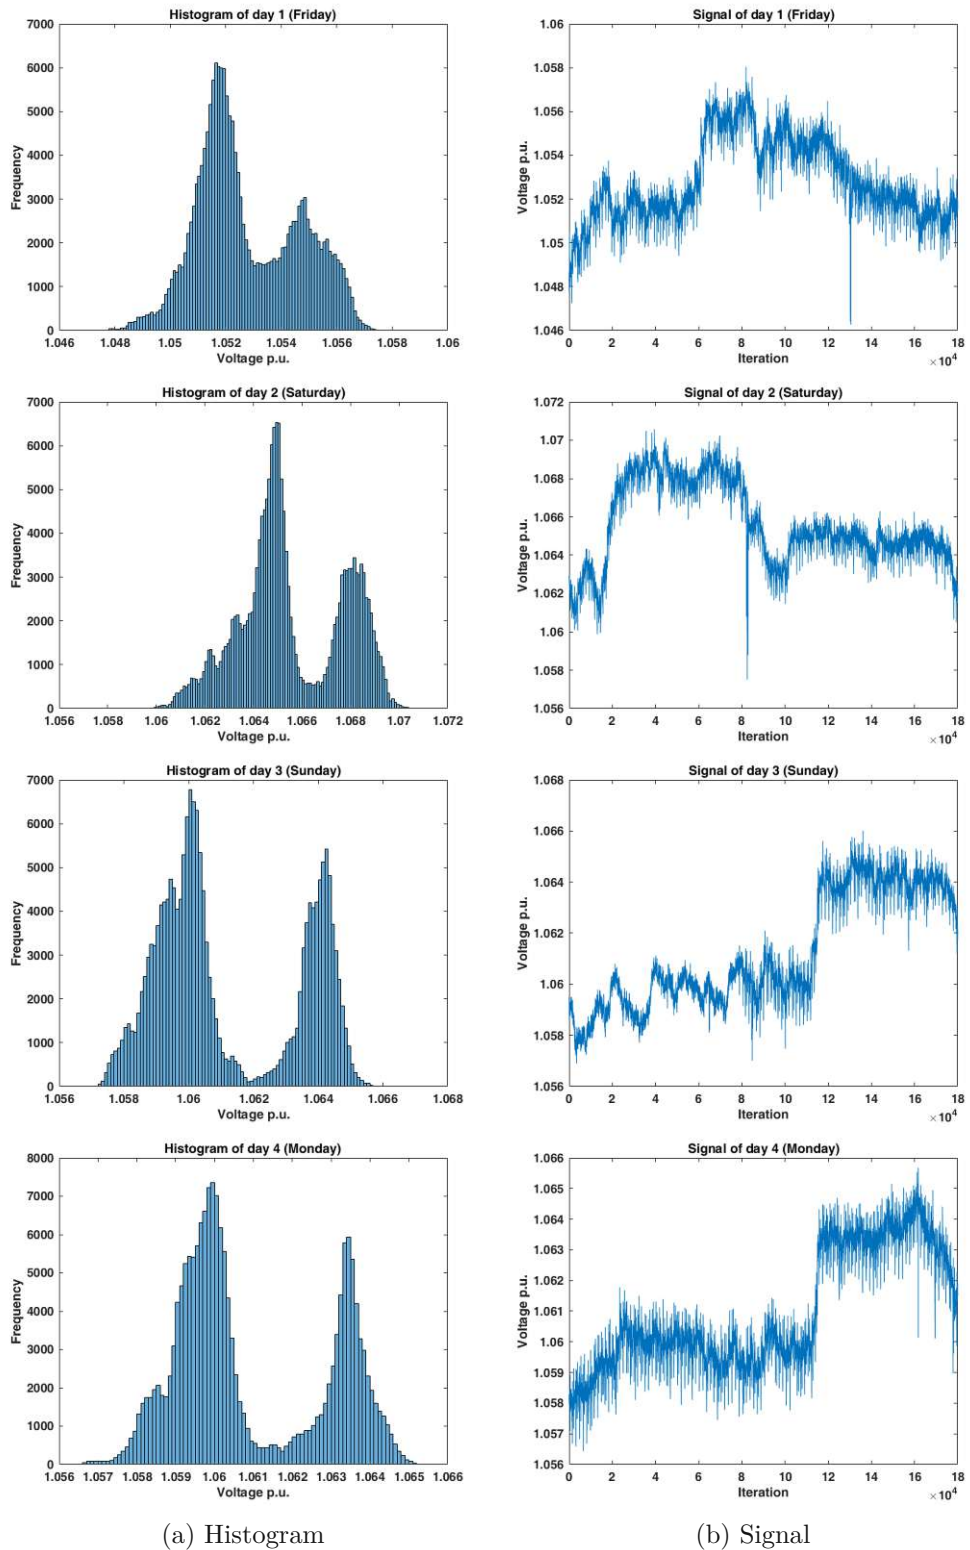 Histogram of day 1 (Friday)
7000
6000
5000
4000
3000
2000
1000
0
Frequency
1.046 1.048 1.05 1.052 1.054 1.056 1.058 1.06
Voltage p.u.
Signal of day 1 (Friday)
1.06
1.058
1.056
1.054
1.052
1.05
1.048
1.046
Voltage p.u.
0 2 4 6 8 10 12 14 16 18
Iteration
×10⁴
Histogram of day 2 (Saturday)
7000
6000
5000
4000
3000
2000
1000
0
Frequency
1.056 1.058 1.06 1.062 1.064 1.066 1.068 1.07 1.072
Voltage p.u.
Signal of day 2 (Saturday)
1.072
1.07
1.068
1.066
1.064
1.062
1.06
1.058
1.056
Voltage p.u.
0 2 4 6 8 10 12 14 16 18
Iteration
×10⁴
Histogram of day 3 (Sunday)
7000
6000
5000
4000
3000
2000
1000
0
Frequency
1.056 1.058 1.06 1.062 1.064 1.066 1.068
Voltage p.u.
Signal of day 3 (Sunday)
1.068
1.066
1.064
1.062
1.06
1.058
1.056
Voltage p.u.
0 2 4 6 8 10 12 14 16 18
Iteration
×10⁴
Histogram of day 4 (Monday)
8000
7000
6000
5000
4000
3000
2000
1000
0
Frequency
1.056 1.057 1.058 1.059 1.06 1.061 1.062 1.063 1.064 1.065 1.066
Voltage p.u.
Signal of day 4 (Monday)
1.066
1.065
1.064
1.063
1.062
1.061
1.06
1.059
1.058
1.057
1.056
Voltage p.u.
0 2 4 6 8 10 12 14 16 18
Iteration
×10⁴
(a) Histogram
(b) Signal